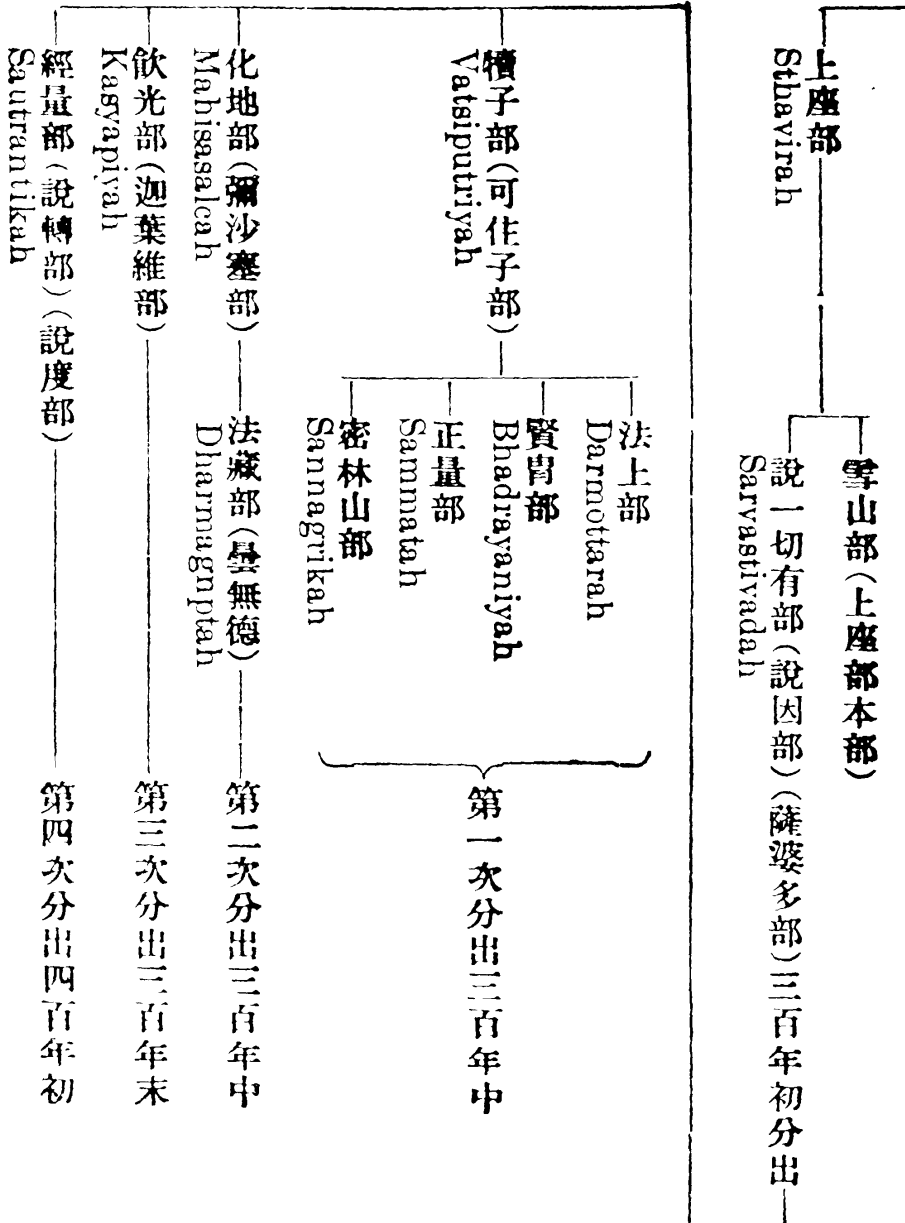 上座部
Sthavirah
雪山部(上座部本部)
說一切有部(說因部)(薩婆多部)三百年初分出
Sarvastivadah
犢子部(可住子部)
Vatsiputriyah
法上部
Darmottarah
賢胄部
Bhadrayaniyah
正量部
Samnatah
密林山部
Sannagrikah
第一次分出三百年中
化地部(彌沙塞部)
Mahisasalcah
法藏部(曇無德)
Dharmagnptah
第二次分出三百年中
飲光部(迦葉維部)
Kasyapiyah
第三次分出三百年末
經量部(說轉部)(說度部)
Sautrantikah
第四次分出四百年初